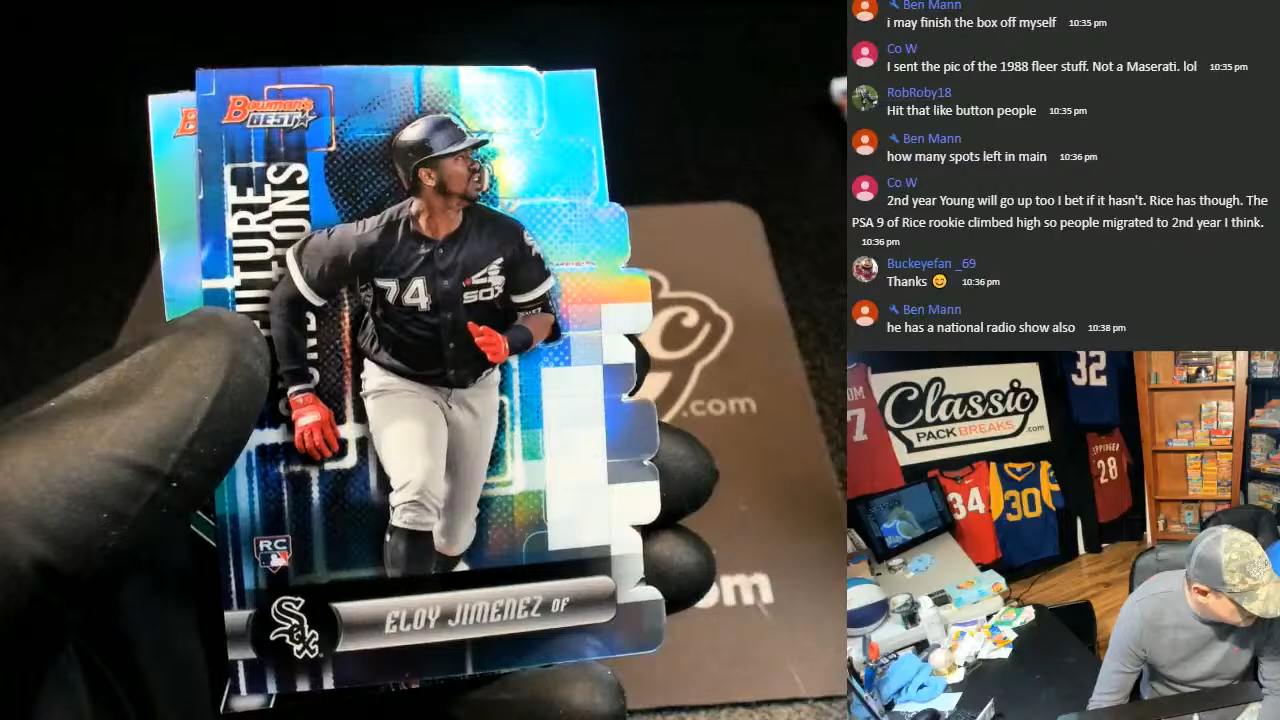 Bowman's
BEST
FUTURE
74
SOX
RC
Sox
ELOY JIMENEZ OF
.com
Ben Mann
i may finish the box off myself 10:35 pm
Co W
I sent the pic of the 1988 fleer stuff. Not a Maserati. lol 10:35 pm
RobRoby18
Hit that like button people 10:35 pm
Ben Mann
how many spots left in main 10:36 pm
Co W
2nd year Young will go up too I bet if it hasn't. Rice has though. The
PSA 9 of Rice rookie climbed high so people migrated to 2nd year I think.
10:36 pm
Buckeyefan _69
Thanks 😊 10:36 pm
Ben Mann
he has a national radio show also 10:38 pm
32
Classic
PACKBREAKS.com
7
28
34
30